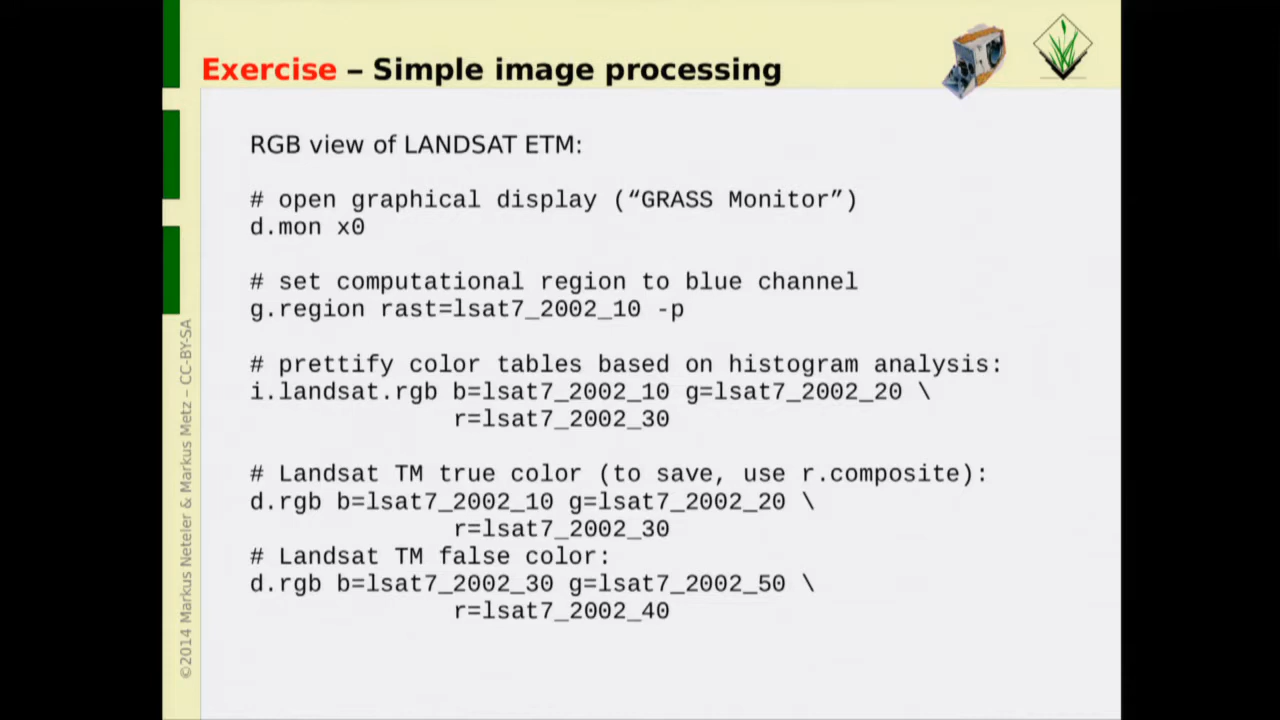 Exercise – Simple image processing
RGB view of LANDSAT ETM:
# open graphical display (“GRASS Monitor”)
d.mon x0
# set computational region to blue channel
g.region rast=lsat7_2002_10 -p
# prettify color tables based on histogram analysis:
i.landsat.rgb b=lsat7_2002_10 g=lsat7_2002_20 \
r=lsat7_2002_30
# Landsat TM true color (to save, use r.composite):
d.rgb b=lsat7_2002_10 g=lsat7_2002_20 \
r=lsat7_2002_30
# Landsat TM false color:
d.rgb b=lsat7_2002_30 g=lsat7_2002_50 \
r=lsat7_2002_40
©2014 Markus Neteler & Markus Metz – CC-BY-SA